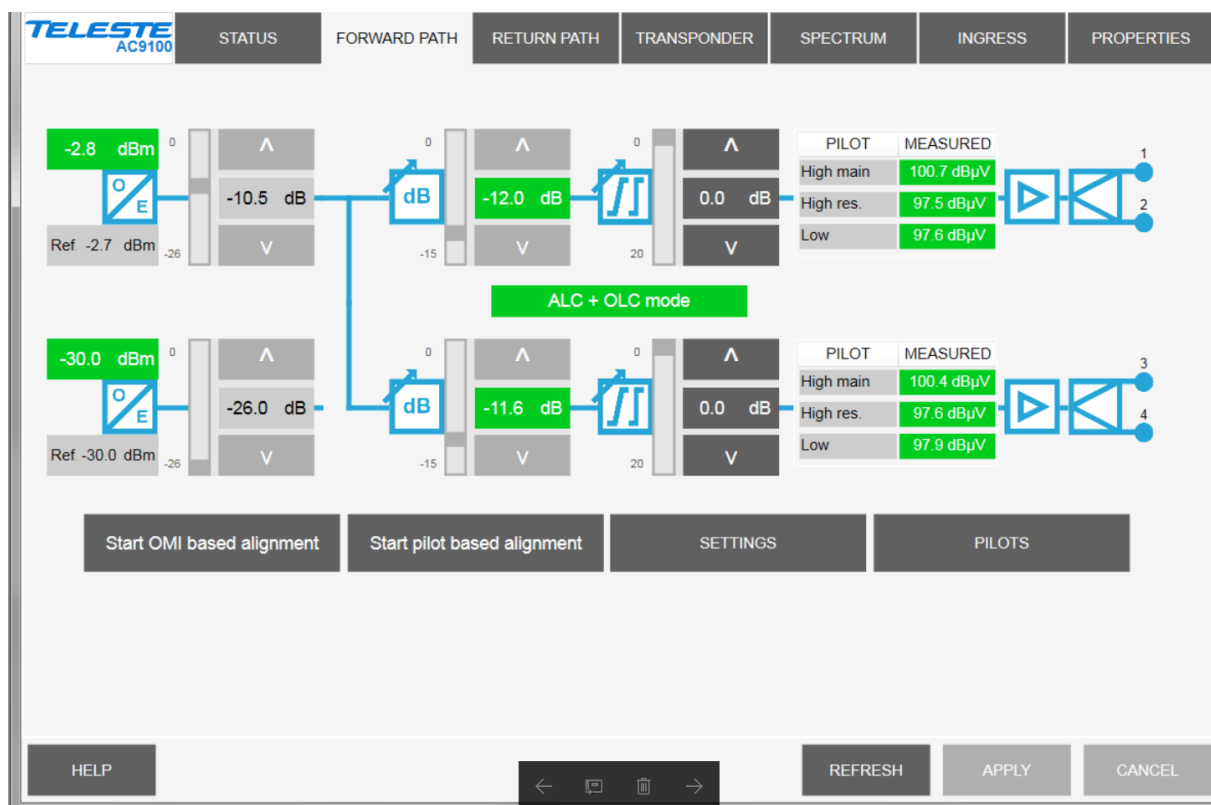 TELESTE
AC9100
STATUS
FORWARD PATH
RETURN PATH
TRANSPONDER
SPECTRUM
INGRESS
PROPERTIES
-2.8 dBm
O
E
Ref. -2.7 dBm
0
-26
˄
-10.5 dB
˅
0
-15
dB
˄
-12.0 dB
˅
0
20
˄
0.0 dB
˅
PILOT MEASURED
High main 100.7 dBµV
High res. 97.5 dBµV
Low 97.6 dBµV
1
2
ALC + OLC mode
-30.0 dBm
O
E
Ref. -30.0 dBm
0
-26
˄
-26.0 dB
˅
0
-15
dB
˄
-11.6 dB
˅
0
20
˄
0.0 dB
˅
PILOT MEASURED
High main 100.4 dBµV
High res. 97.6 dBµV
Low 97.9 dBµV
3
4
Start OMI based alignment
Start pilot based alignment
SETTINGS
PILOTS
HELP
REFRESH
APPLY
CANCEL